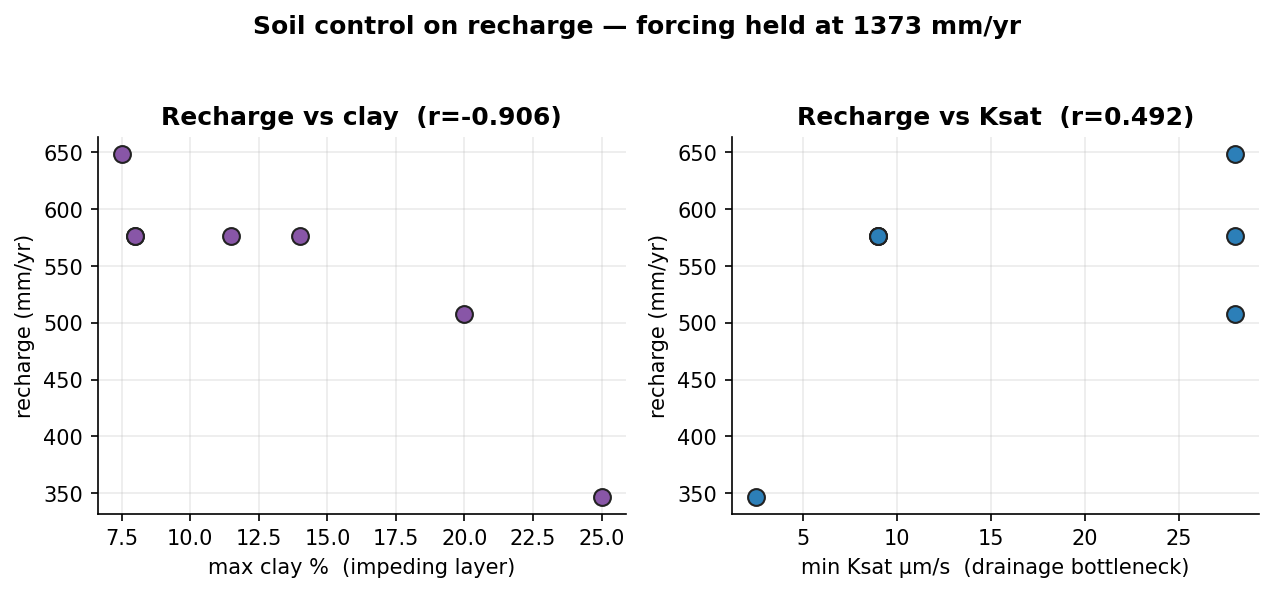 Soil control on recharge — forcing held at 1373 mm/yr
Recharge vs clay  (r=-0.906)
recharge (mm/yr)
650
600
550
500
450
400
350
7.5 10.0 12.5 15.0 17.5 20.0 22.5 25.0
max clay %  (impeding layer)
Recharge vs Ksat  (r=0.492)
recharge (mm/yr)
650
600
550
500
450
400
350
5 10 15 20 25
min Ksat µm/s  (drainage bottleneck)